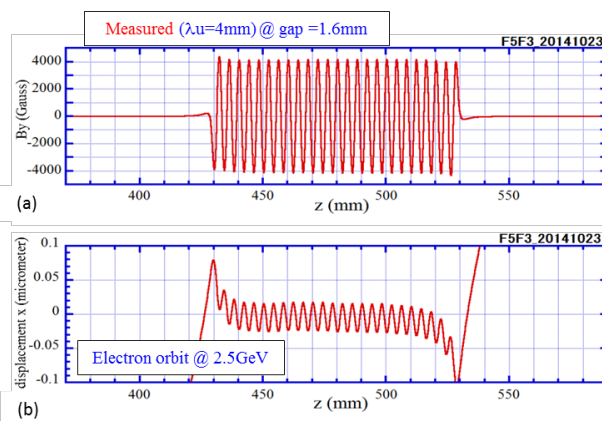 Measured (λu=4mm) @ gap =1.6mm
F5F3_20141023
4000
2000
0
-2000
-4000
By (Gauss)
400
450
500
550
z (mm)
(a)
F5F3_20141023
0.1
0.05
0
-0.05
-0.1
displacement x (micrometer)
Electron orbit @ 2.5GeV
400
450
500
550
z (mm)
(b)